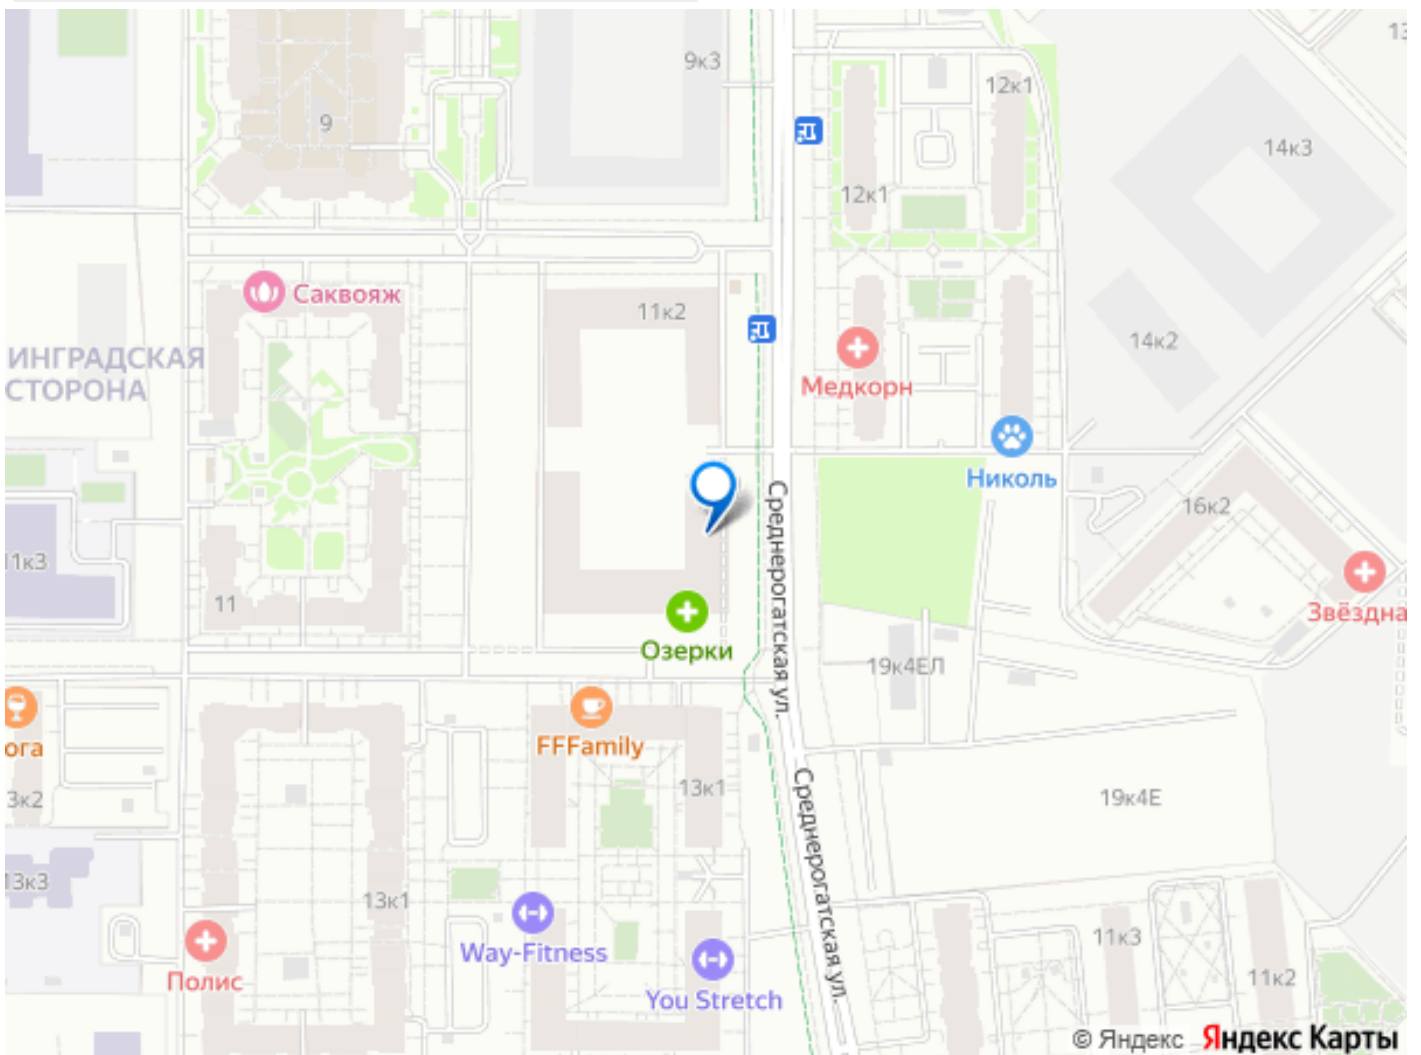 9к3
13
9
12к1
14к3
12к1
Саквояж
11к2
14к2
ИНГРАДСКАЯ
СТОРОНА
Медкорн
Николь
Среднерогатская ул.
16к2
11к3
11
Звёздна
Озерки
19к4ЕЛ
ога
FFFamily
3к2
13к1
19к4Е
Среднерогатская ул.
13к3
13к1
Way-Fitness
11к3
Полис
You Stretch
11к2
© Яндекс Яндекс Карты